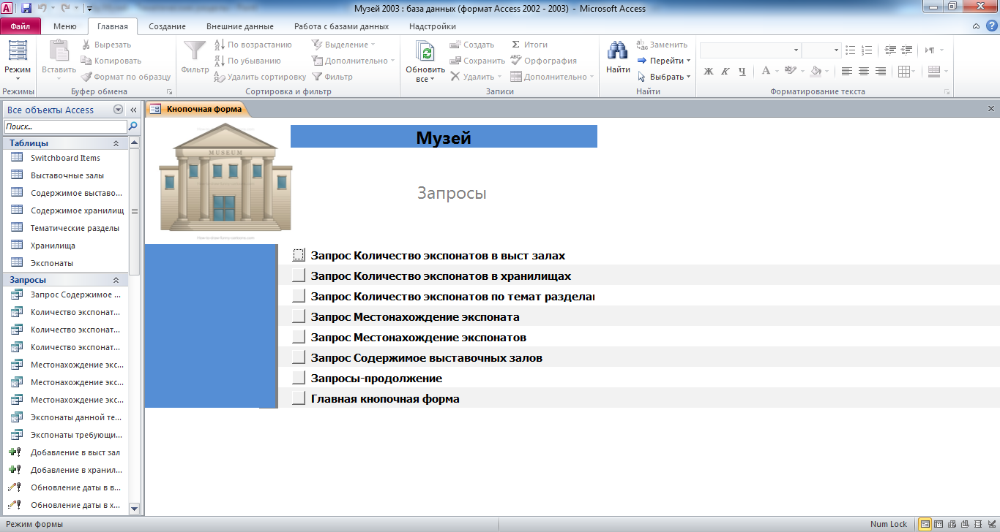 Музей 2003 : база данных (формат Access 2002 - 2003) - Microsoft Access
Файл Меню Главная Создание Внешние данные Работа с базами данных Надстройки
Режим
Режимы
Вставить
Вырезать
Копировать
Формат по образцу
Буфер обмена
Фильтр
По возрастанию
По убыванию
Удалить сортировку
Выделение
Дополнительно
Фильтр
Сортировка и фильтр
Обновить
все
Создать
Сохранить
Удалить
Итоги
Орфография
Дополнительно
Записи
Найти
Заменить
Перейти
Выбрать
Найти
Ж К Ч А
Форматирование текста
Все объекты Access
Поиск...
Таблицы
Switchboard Items
Выставочные залы
Содержимое выставо...
Содержимое хранилищ
Тематические разделы
Хранилища
Экспонаты
Запросы
Запрос Содержимое ...
Количество экспонат...
Количество экспонат...
Количество экспонат...
Местонахождение экс...
Местонахождение экс...
Местонахождение экс...
Экспонаты данной те...
Экспонаты требующи...
Добавление в выст зал
Добавление в хранил...
Обновление даты в в...
Обновление даты в х...
Кнопочная форма
MUSEUM
Музей
Запросы
Запрос Количество экспонатов в выст залах
Запрос Количество экспонатов в хранилищах
Запрос Количество экспонатов по темат разделам
Запрос Местонахождение экспоната
Запрос Местонахождение экспонатов
Запрос Содержимое выставочных залов
Запросы-продолжение
Главная кнопочная форма
Режим формы
Num Lock